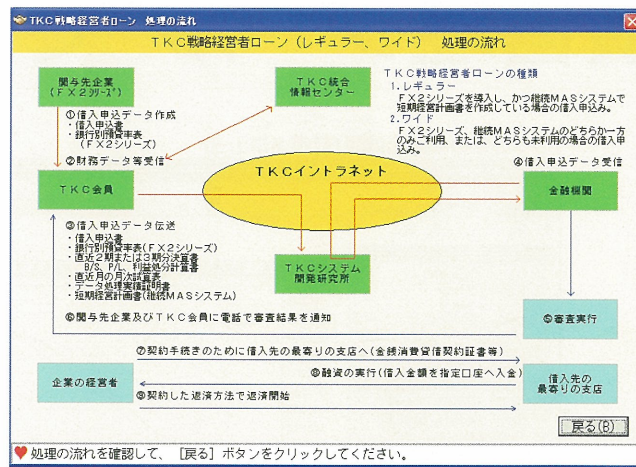 TKC戦略経営者ローン 処理の流れ
TKC戦略経営者ローン(レギュラー、ワイド) 処理の流れ
関与先企業
(FX2シリーズ)
TKC統合
情報センター
TKC戦略経営者ローンの種類
1.レギュラー
FX2シリーズを導入し、かつ継続MASシステムで
短期経営計画書を作成している場合の借入申込み。
2.ワイド
FX2シリーズ、継続MASシステムのどちらか一方
のみご利用、または、どちらも未利用の場合の借入申
込み。
①借入申込データ作成
・借入申込書
・銀行別預貸率表
(FX2シリーズ)
②財務データ等受信
④借入申込データ受信
TKC会員
TKCイントラネット
金融機関
③借入申込データ伝送
・借入申込書
・銀行別預貸率表(FX2シリーズ)
・直近2期または3期分決算書
B/S、P/L、利益処分計算書
・直近月の月次試算表
・データ処理実績証明書
・短期経営計画書(継続MASシステム)
TKCシステム
開発研究所
⑥関与先企業及びTKC会員に電話で審査結果を通知
⑤審査実行
⑦契約手続きのために借入先の最寄りの支店へ(金銭消費貸借契約証書等)
企業の経営者
⑧融資の実行(借入金額を指定口座へ入金)
借入先の
最寄りの支店
⑨契約した返済方法で返済開始
戻る(B)
処理の流れを確認して、[戻る]ボタンをクリックしてください。